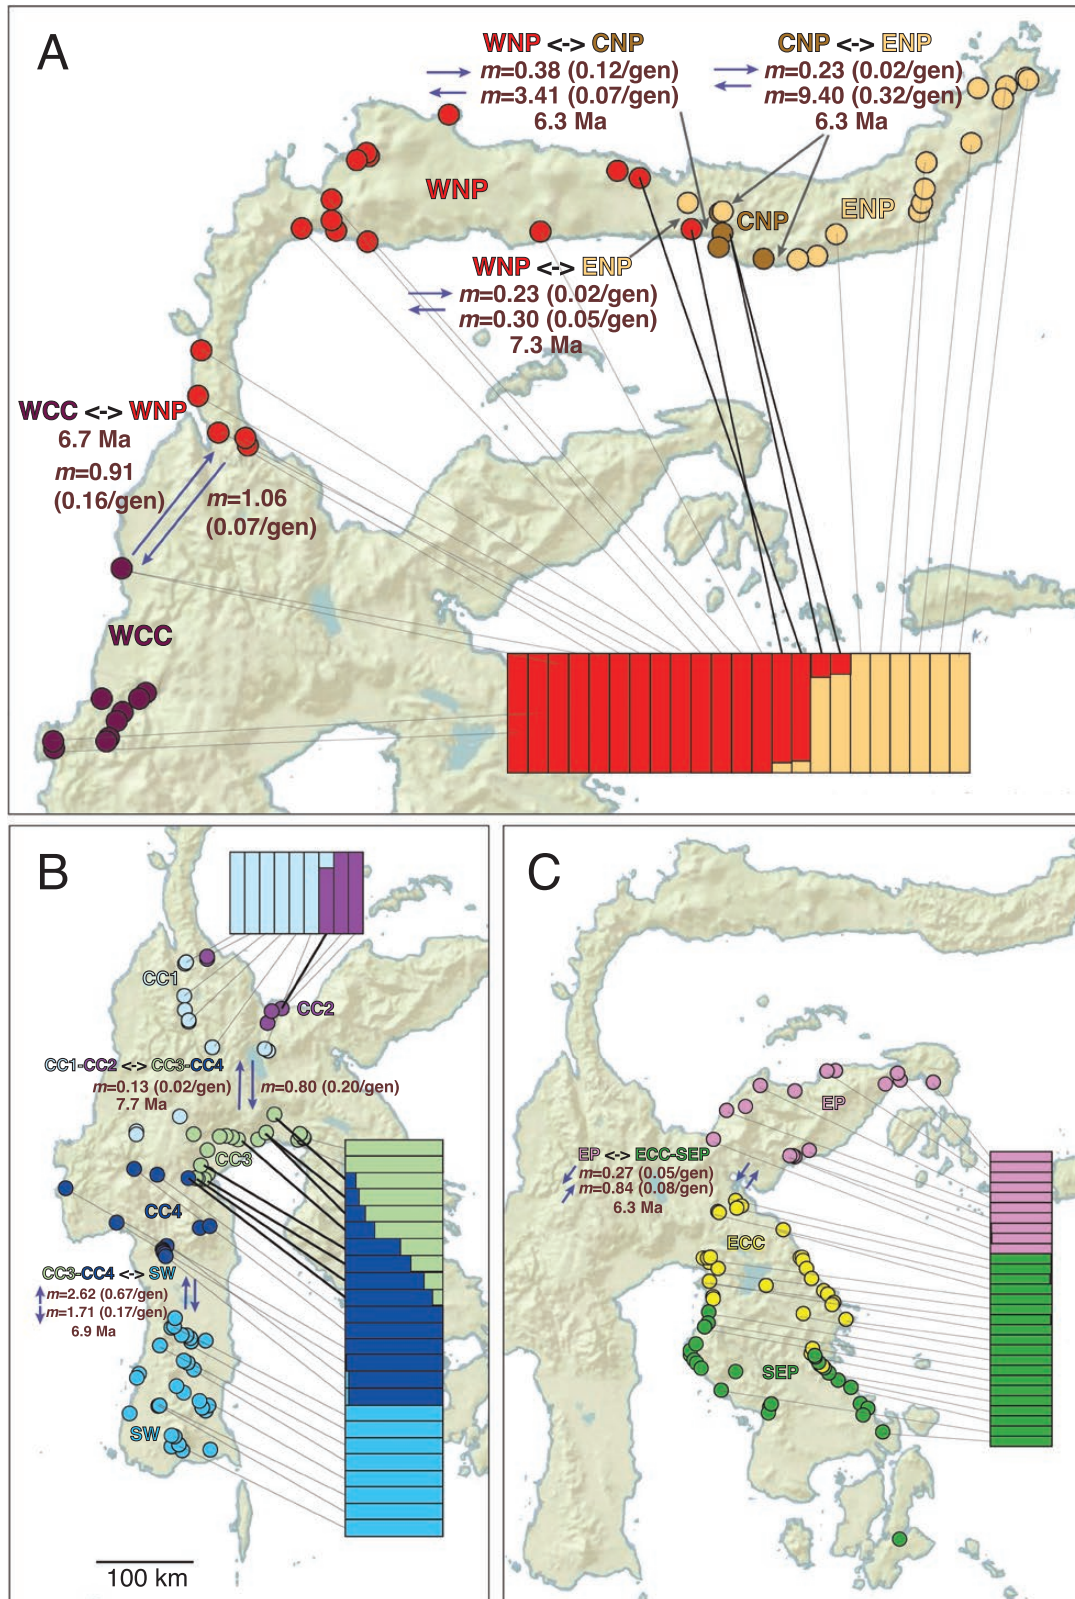 A
WNP <-> CNP
m=0.38 (0.12/gen)
m=3.41 (0.07/gen)
6.3 Ma
CNP <-> ENP
m=0.23 (0.02/gen)
m=9.40 (0.32/gen)
6.3 Ma
WNP
CNP
ENP
WNP <-> ENP
m=0.23 (0.02/gen)
m=0.30 (0.05/gen)
7.3 Ma
WCC <-> WNP
6.7 Ma
m=0.91
(0.16/gen)
m=1.06
(0.07/gen)
WCC
B
CC1
CC2
CC1-CC2 <-> CC3-CC4
m=0.13 (0.02/gen)
m=0.80 (0.20/gen)
7.7 Ma
CC3
CC4
CC3-CC4 <-> SW
m=2.62 (0.67/gen)
m=1.71 (0.17/gen)
6.9 Ma
SW
100 km
C
EP
EP <-> ECC-SEP
m=0.27 (0.05/gen)
m=0.84 (0.08/gen)
6.3 Ma
ECC
SEP